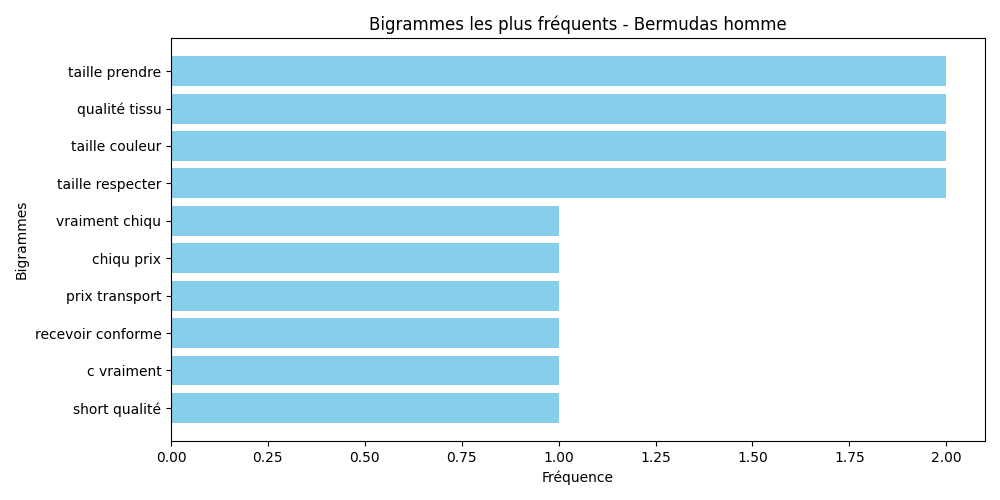 Bigrammes les plus fréquents - Bermudas homme
taille prendre
qualité tissu
taille couleur
taille respecter
vraiment chiqu
chiqu prix
prix transport
recevoir conforme
c vraiment
short qualité
Bigrammes
0.00 0.25 0.50 0.75 1.00 1.25 1.50 1.75 2.00
Fréquence